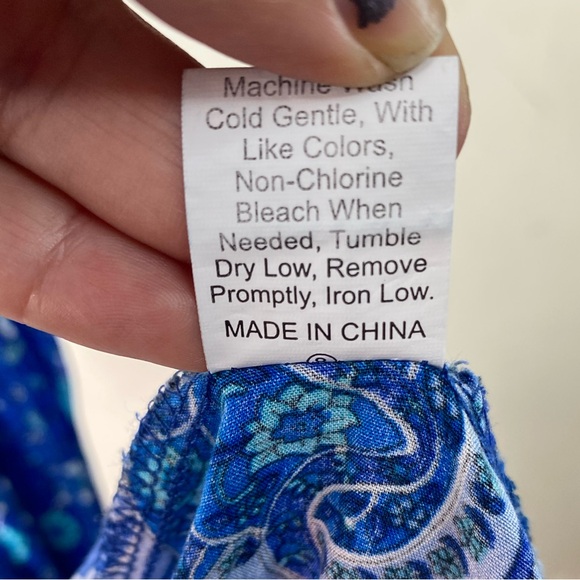 Machine Wash
Cold Gentle, With
Like Colors,
Non-Chlorine
Bleach When
Needed, Tumble
Dry Low, Remove
Promptly, Iron Low.
MADE IN CHINA